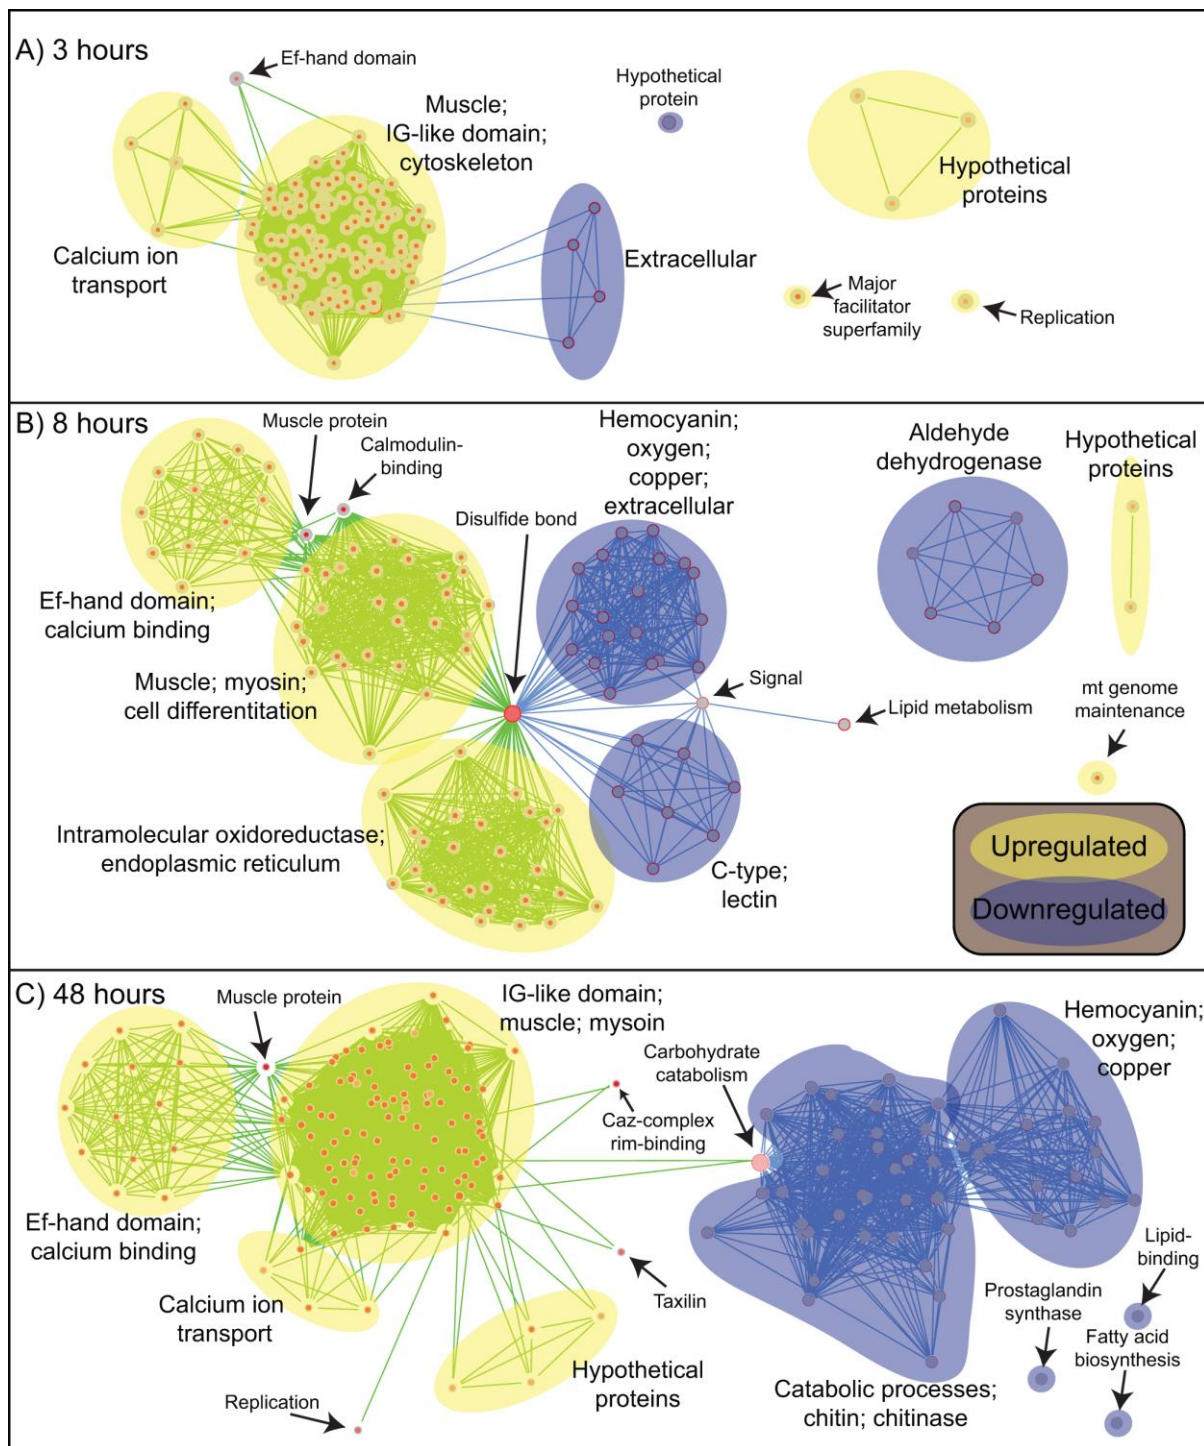 A) 3 hours
Ef-hand domain
Muscle;
IG-like domain;
cytoskeleton
Calcium ion
transport
Hypothetical
protein
Extracellular
Hypothetical
proteins
Major
facilitator
superfamily
Replication
B) 8 hours
Muscle protein
Calmodulin-
binding
Disulfide bond
Hemocyanin;
oxygen;
copper;
extracellular
Aldehyde
dehydrogenase
Hypothetical
proteins
Ef-hand domain;
calcium binding
Muscle; myosin;
cell differentitation
Signal
Lipid metabolism
mt genome
maintenance
Intramolecular oxidoreductase;
endoplasmic reticulum
C-type;
lectin
Upregulated
Downregulated
C) 48 hours
Muscle protein
IG-like domain;
muscle; mysoin
Carbohydrate
catabolism
Caz-complex
rim-binding
Hemocyanin;
oxygen;
copper
Ef-hand domain;
calcium binding
Calcium ion
transport
Taxilin
Replication
Hypothetical
proteins
Catabolic processes;
chitin; chitinase
Prostaglandin
synthase
Lipid-
binding
Fatty acid
biosynthesis